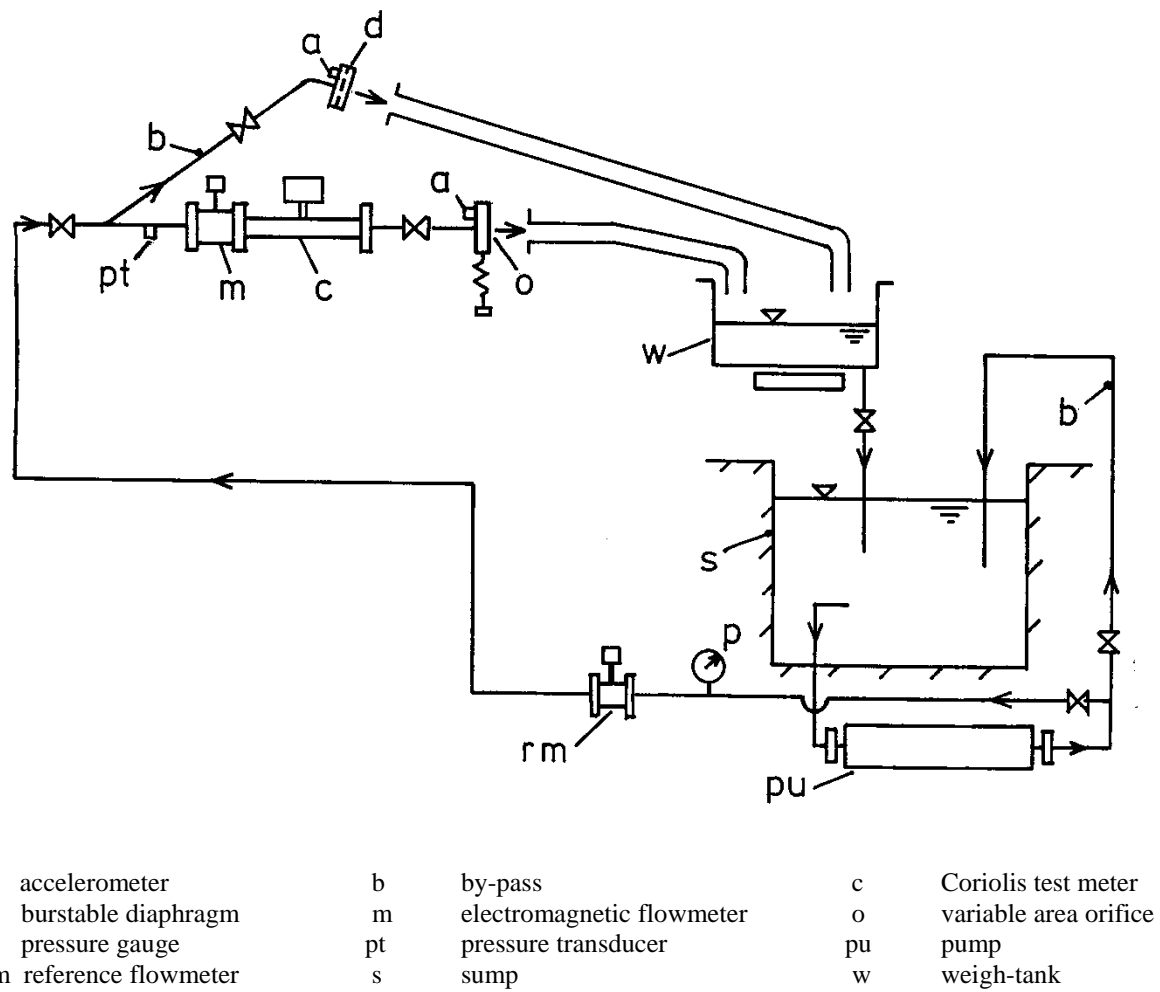 a d
b
a
pt m c o
w
b
s
p
rm
pu
accelerometer b by-pass c Coriolis test meter
burstable diaphragm m electromagnetic flowmeter o variable area orifice
pressure gauge pt pressure transducer pu pump
m reference flowmeter s sump w weigh-tank